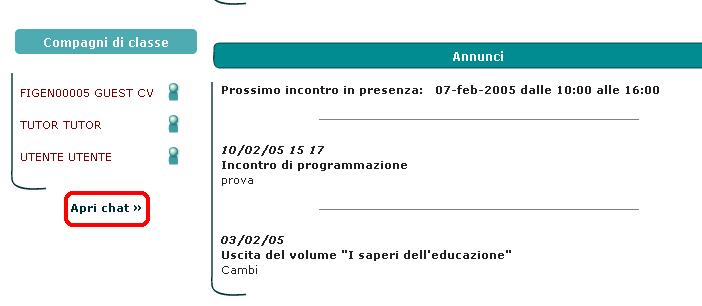 Compagni di classe
FIGEN00005 GUEST CV
TUTOR TUTOR
UTENTE UTENTE
Apri chat »
Annunci
Prossimo incontro in presenza: 07-feb-2005 dalle 10:00 alle 16:00
10/02/05 15 17
Incontro di programmazione
prova
03/02/05
Uscita del volume "I saperi dell'educazione"
Cambi